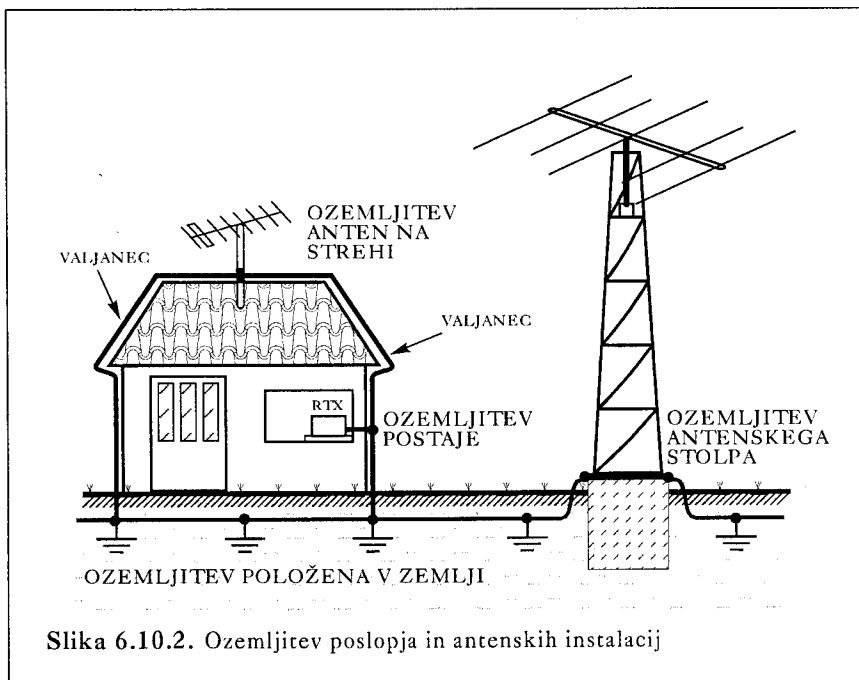 OZEMLJITEV
ANTEN NA
STREHI
VALJANEC
VALJANEC
RTX
OZEMLJITEV
POSTAJE
OZEMLJITEV
ANTENSKEGA
STOLPA
OZEMLJITEV POLOŽENA V ZEMLJI
Slika 6.10.2. Ozemljitev poslopja in antenskih instalacij